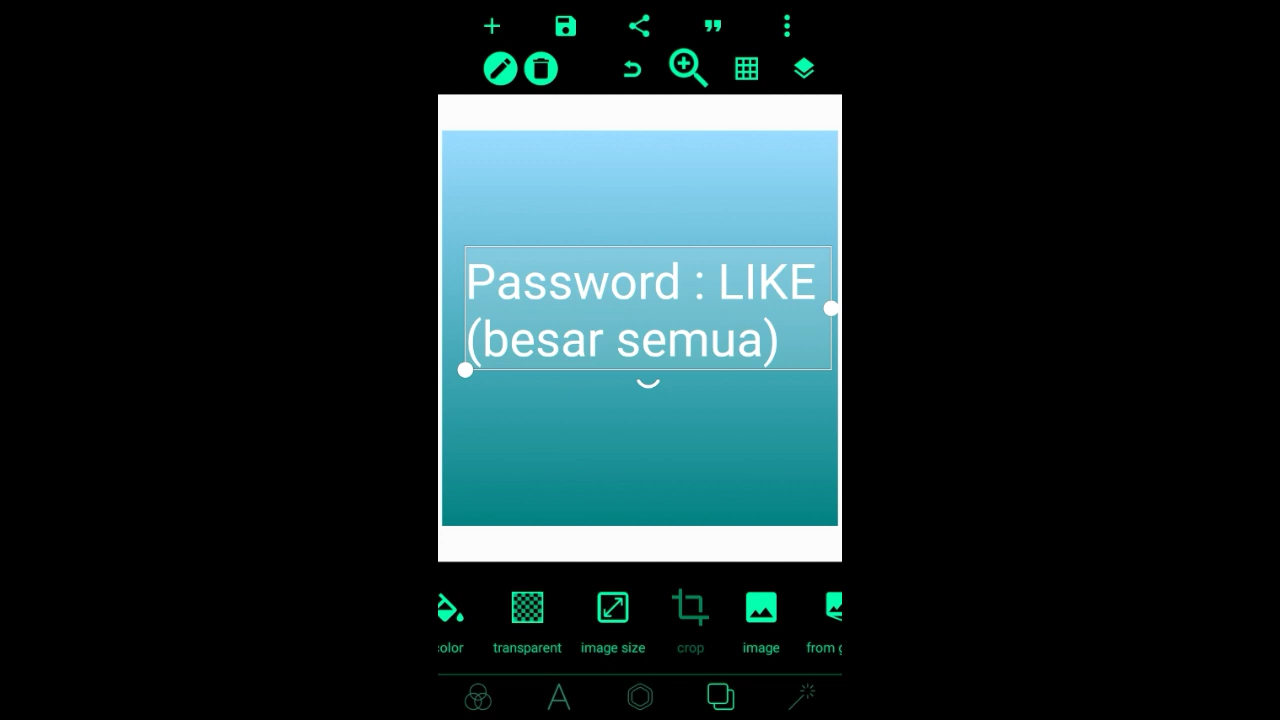 Password : LIKE
(besar semua)
color
transparent
image size
crop
image
from g